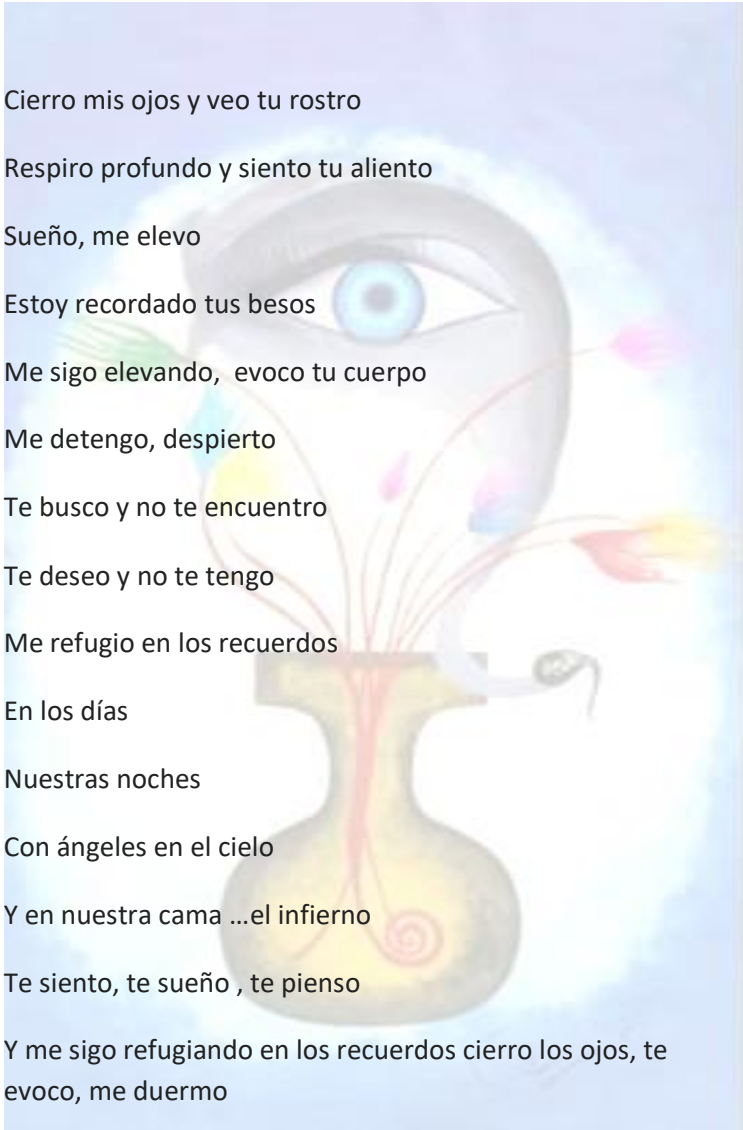 Cierro mis ojos y veo tu rostro
Respiro profundo y siento tu aliento
Sueño, me elevo
Estoy recordado tus besos
Me sigo elevando,  evoco tu cuerpo
Me detengo, despierto
Te busco y no te encuentro
Te deseo y no te tengo
Me refugio en los recuerdos
En los días
Nuestras noches
Con ángeles en el cielo
Y en nuestra cama ...el infierno
Te siento, te sueño , te pienso
Y me sigo refugiando en los recuerdos cierro los ojos, te
evoco, me duermo